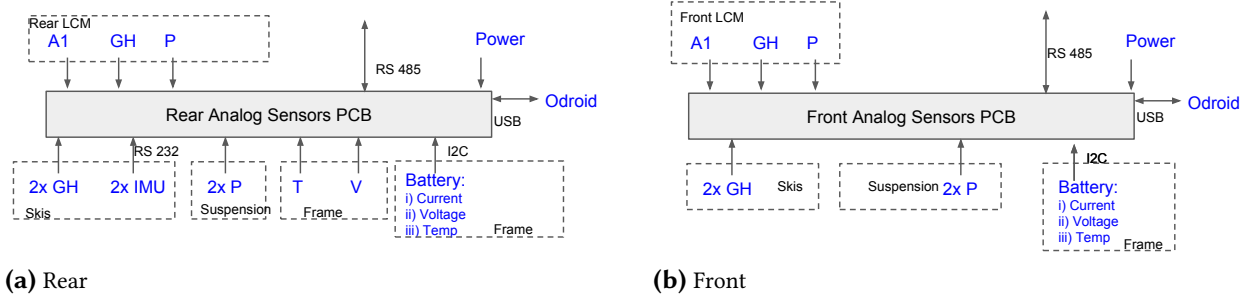 Rear LCM
A1 GH P
RS 485
Power
Rear Analog Sensors PCB
Odroid
USB
RS 232
I2C
2x GH 2x IMU
Skis
2x P
Suspension
T V
Frame
Battery:
i) Current
ii) Voltage
iii) Temp
Frame
(a) Rear
Front LCM
A1 GH P
RS 485
Power
Front Analog Sensors PCB
Odroid
USB
I2C
2x GH Skis
Suspension 2x P
Battery:
i) Current
ii) Voltage
iii) Temp
Frame
(b) Front